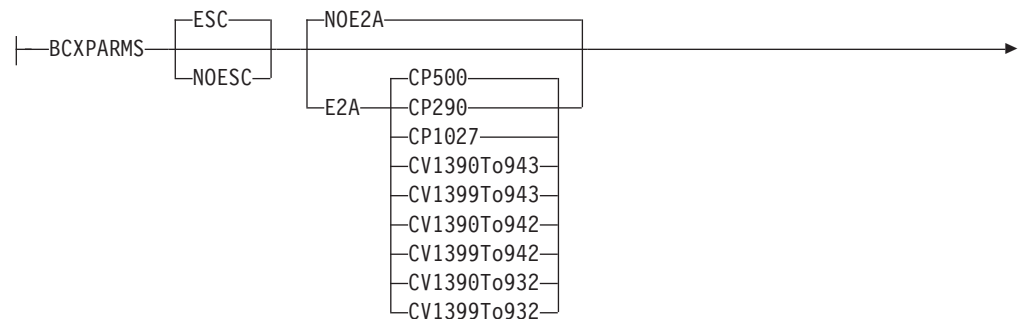 ESC NOE2A
BCXPARMS
NOESC CP500
E2A CP290
CP1027
CV1390To943
CV1399To943
CV1390To942
CV1399To942
CV1390To932
CV1399To932